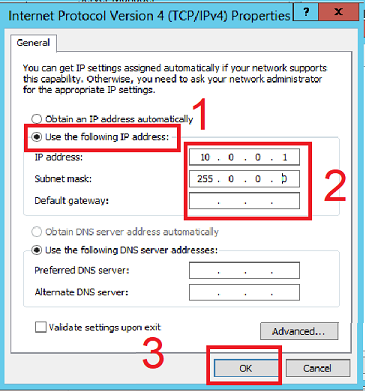 Internet Protocol Version 4 (TCP/IPv4) Properties ? X
General
You can get IP settings assigned automatically if your network supports
this capability. Otherwise, you need to ask your network administrator
for the appropriate IP settings.
Obtain an IP address automatically 1
Use the following IP address:
IP address: 10 . 0 . 0 . 1
Subnet mask: 255 . 0 . 0 . 0
2
Default gateway: . . .
Obtain DNS server address automatically
Use the following DNS server addresses:
Preferred DNS server: . . .
Alternate DNS server: . . .
Validate settings upon exit
Advanced...
3
OK Cancel